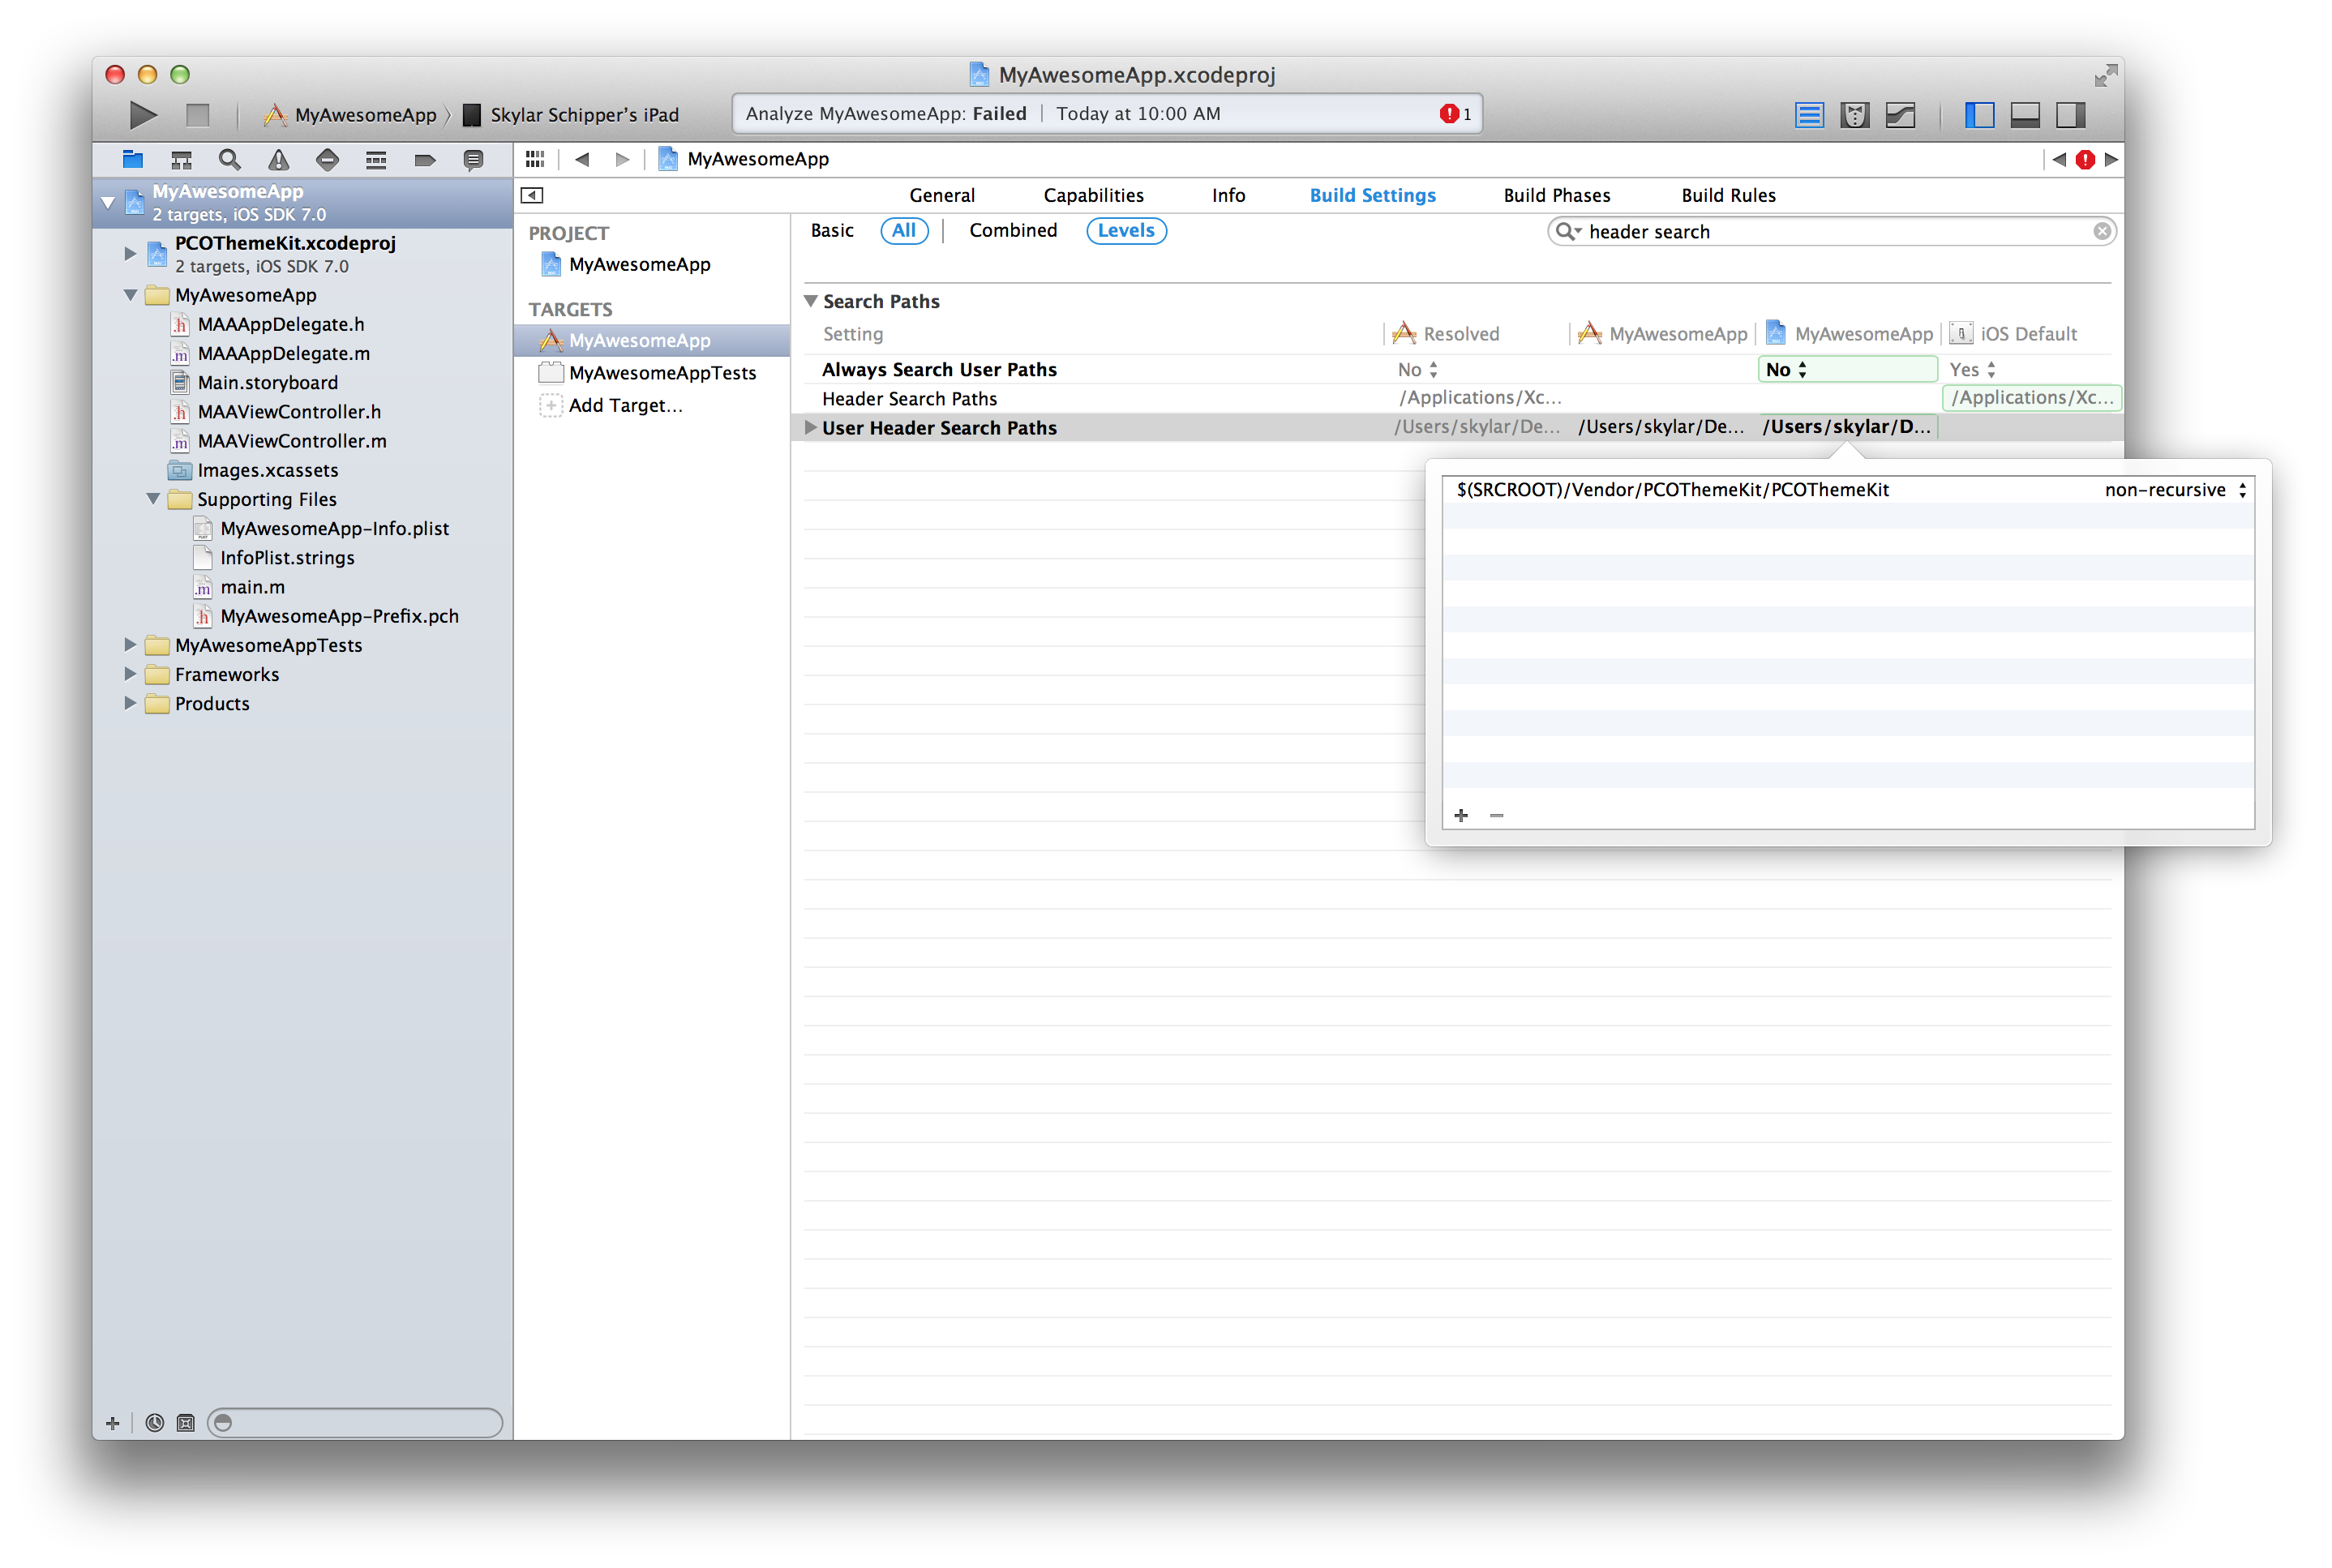 MyAwesomeApp.xcodeproj
MyAwesomeApp Skylar Schipper's iPad
Analyze MyAwesomeApp: Failed Today at 10:00 AM 1
MyAwesomeApp
MyAwesomeApp
2 targets, iOS SDK 7.0
PCOThemeKit.xcodeproj
2 targets, iOS SDK 7.0
MyAwesomeApp
MAAAppDelegate.h
MAAAppDelegate.m
Main.storyboard
MAAViewController.h
MAAViewController.m
Images.xcassets
Supporting Files
MyAwesomeApp-Info.plist
InfoPlist.strings
main.m
MyAwesomeApp-Prefix.pch
MyAwesomeAppTests
Frameworks
Products
General Capabilities Info Build Settings Build Phases Build Rules
PROJECT
MyAwesomeApp
TARGETS
MyAwesomeApp
MyAwesomeAppTests
Add Target...
Basic All Combined Levels
header search
Search Paths
Setting Resolved MyAwesomeApp MyAwesomeApp iOS Default
Always Search User Paths No No Yes
Header Search Paths /Applications/Xc... /Applications/Xc...
User Header Search Paths /Users/skylar/De... /Users/skylar/De... /Users/skylar/D...
$(SRCROOT)/Vendor/PCOThemeKit/PCOThemeKit non-recursive